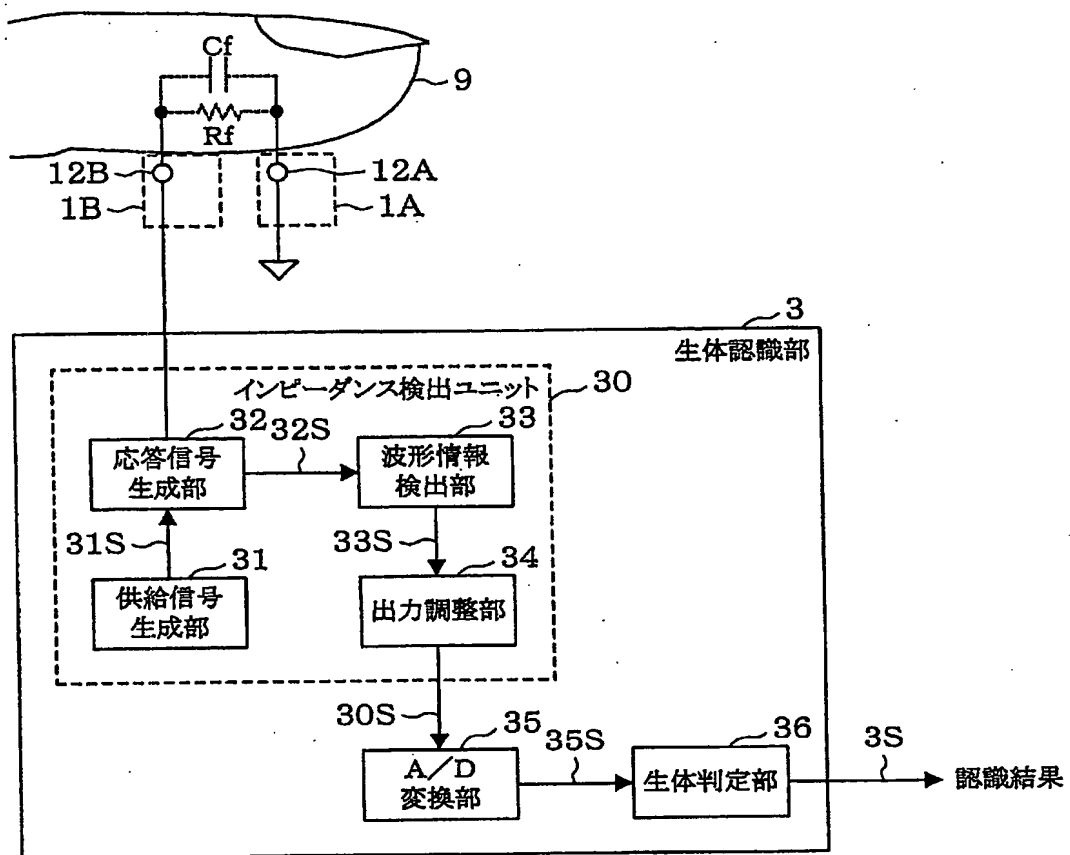 Cf
9
Rf
12B
12A
1B
1A
3
生体認識部
インピーダンス検出ユニット
30
32
32S
33
応答信号
生成部
波形情報
検出部
31S
31
33S
34
供給信号
生成部
出力調整部
30S
35
35S
36
3S
A/D
変換部
生体判定部
認識結果